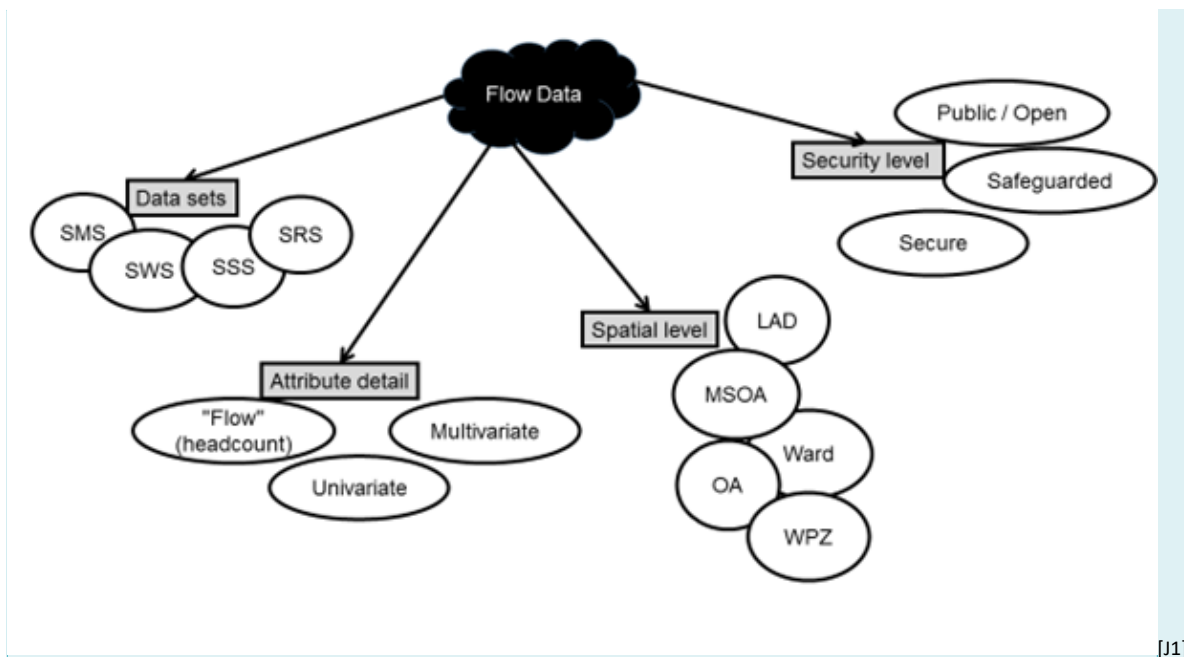 Flow Data
Public / Open
Security level
Safeguarded
Secure
Data sets
SMS
SWS
SSS
SRS
Spatial level
LAD
MSOA
Ward
OA
WPZ
Attribute detail
"Flow"
(headcount)
Multivariate
Univariate
[J1]